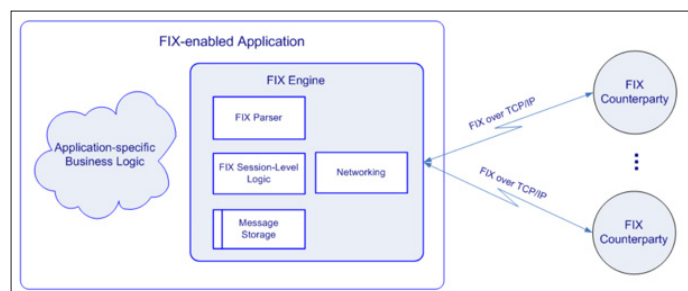 FIX-enabled Application
FIX Engine
FIX Parser
Application-specific
Business Logic
FIX Session-Level
Logic
Networking
Message
Storage
FIX over TCP/IP
FIX over TCP/IP
FIX
Counterparty
FIX
Counterparty